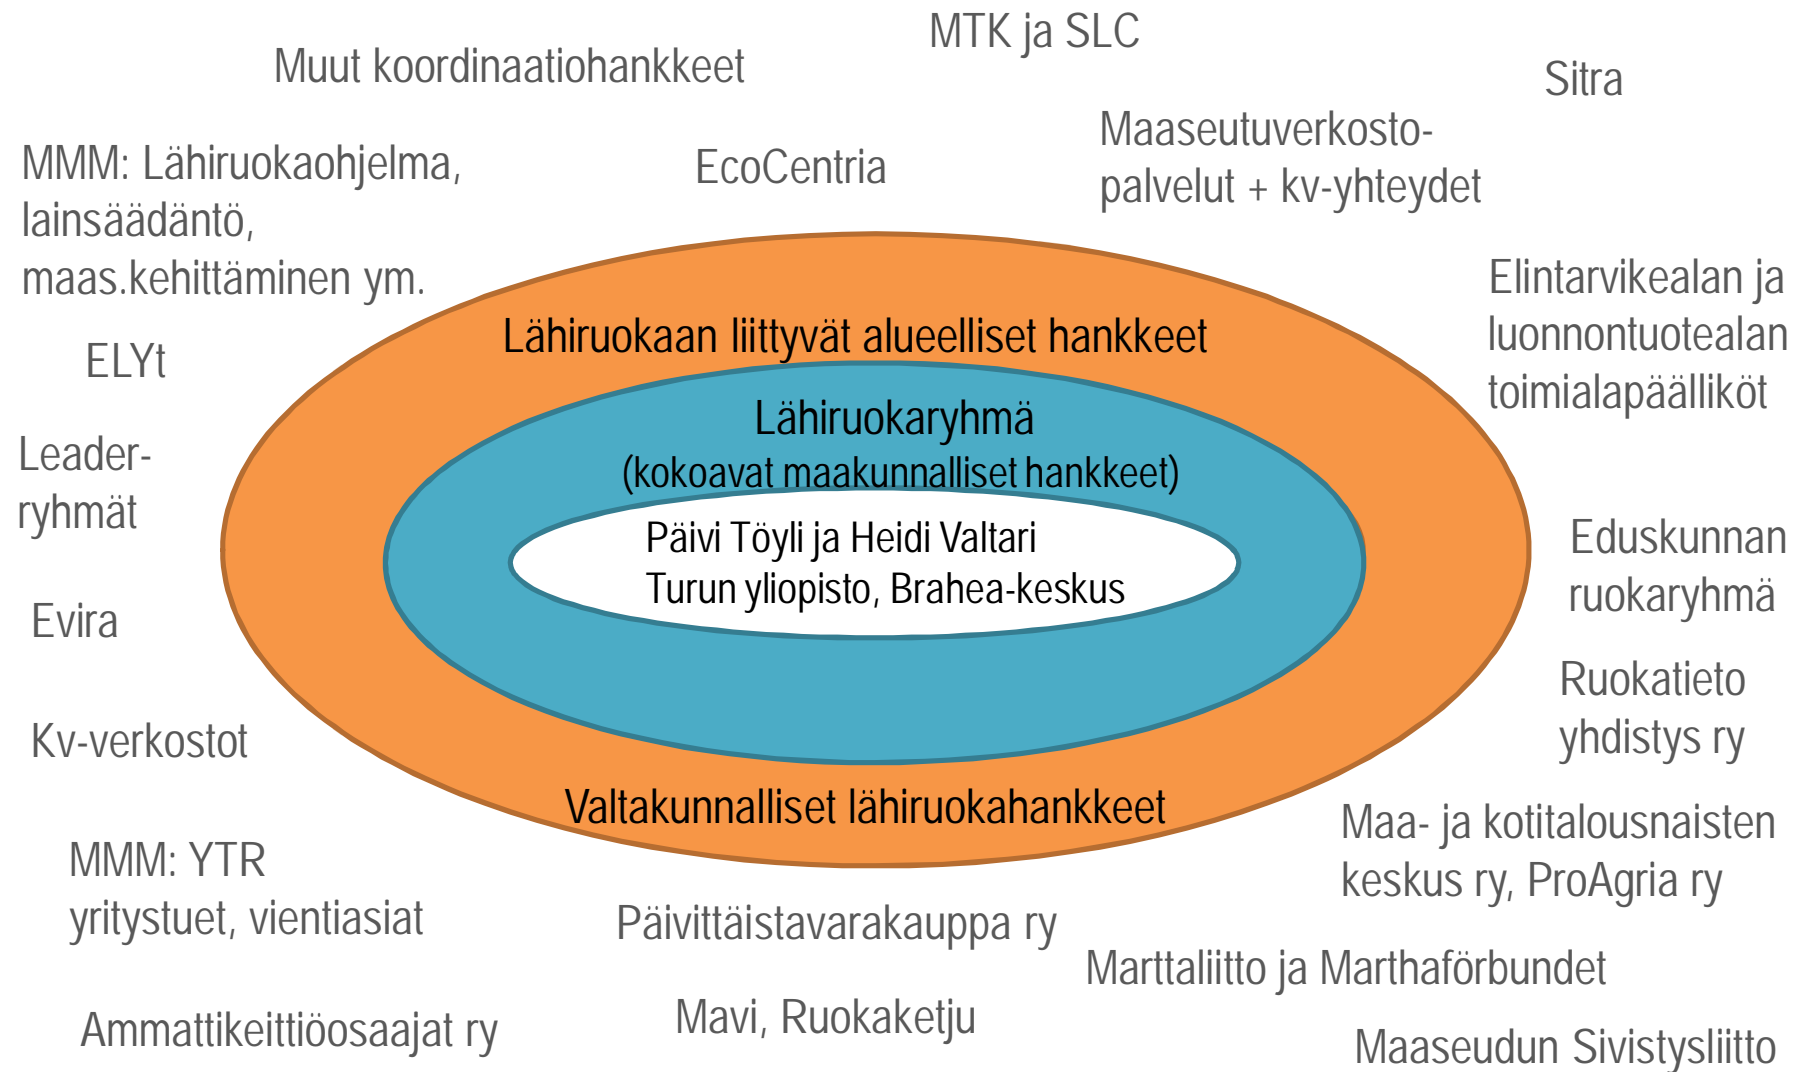 MTK ja SLC
Muut koordinaatiohankkeet
Sitra
Maaseutuverkosto-
palvelut + kv-yhteydet
EcoCentria
MMM: Lähiruokaohjelma,
lainsäädäntö,
maas.kehittäminen ym.
Elintarvikealan ja
luonnontuotealan
toimialapäälliköt
Lähiruokaan liittyvät alueelliset hankkeet
ELYt
Lähiruokaryhmä
(kokoavat maakunnalliset hankkeet)
Leader-
ryhmät
Päivi Töyli ja Heidi Valtari
Turun yliopisto, Brahea-keskus
Eduskunnan
ruokaryhmä
Evira
Ruokatieto
yhdistys ry
Kv-verkostot
Valtakunnalliset lähiruokahankkeet
Maa- ja kotitalousnaisten
keskus ry, ProAgria ry
MMM: YTR
yritystuet, vientiasiat
Päivittäistavarakauppa ry
Marttaliitto ja Marthaförbundet
Mavi, Ruokaketju
Ammattikeittiöosaajat ry
Maaseudun Sivistysliitto